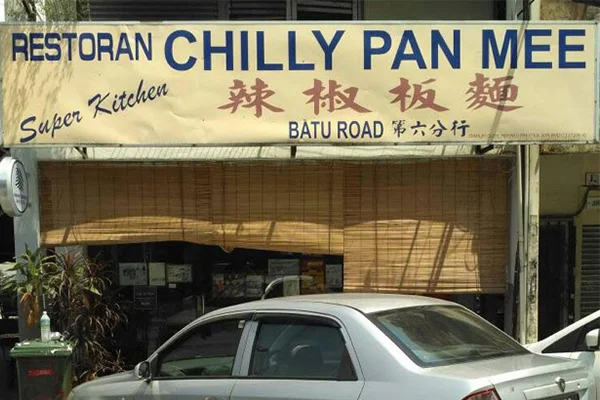 RESTORAN CHILLY PAN MEE
Super Kitchen 辣椒板麵
BATU ROAD 第六分行